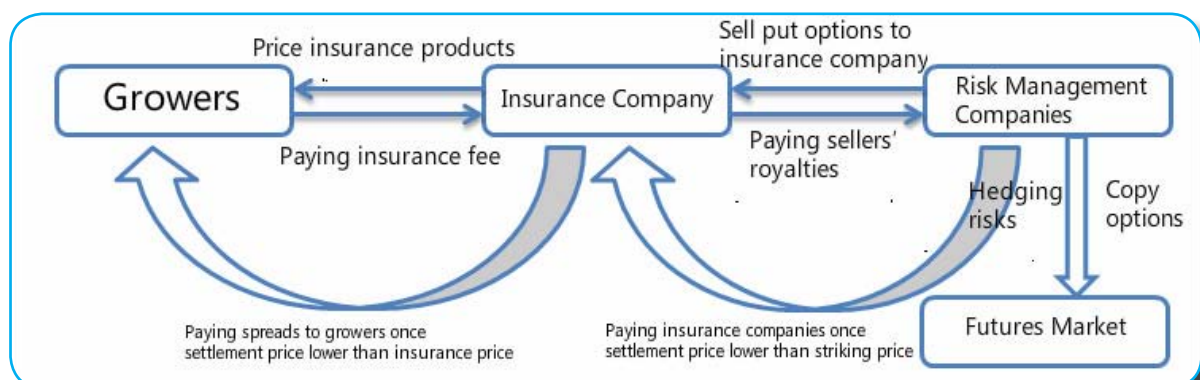 Price insurance products
Sell put options to
insurance company
Growers
Insurance Company
Risk Management
Companies
Paying insurance fee
Paying sellers'
royalties
Hedging
risks
Copy
options
Paying spreads to growers once
settlement price lower than insurance price
Paying insurance companies once
settlement price lower than striking price
Futures Market